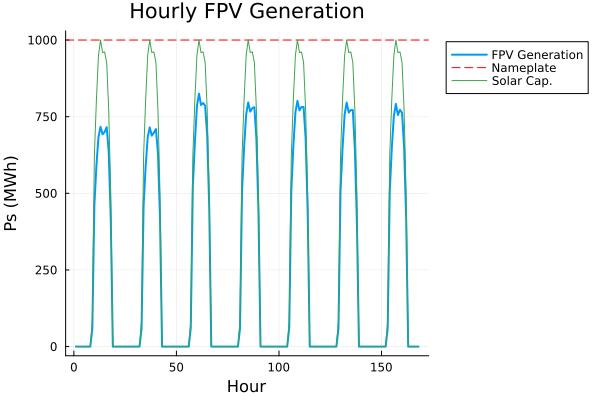 Hourly FPV Generation
1000
750
500
250
0
Ps (MWh)
0 50 100 150
Hour
FPV Generation
Nameplate
Solar Cap.